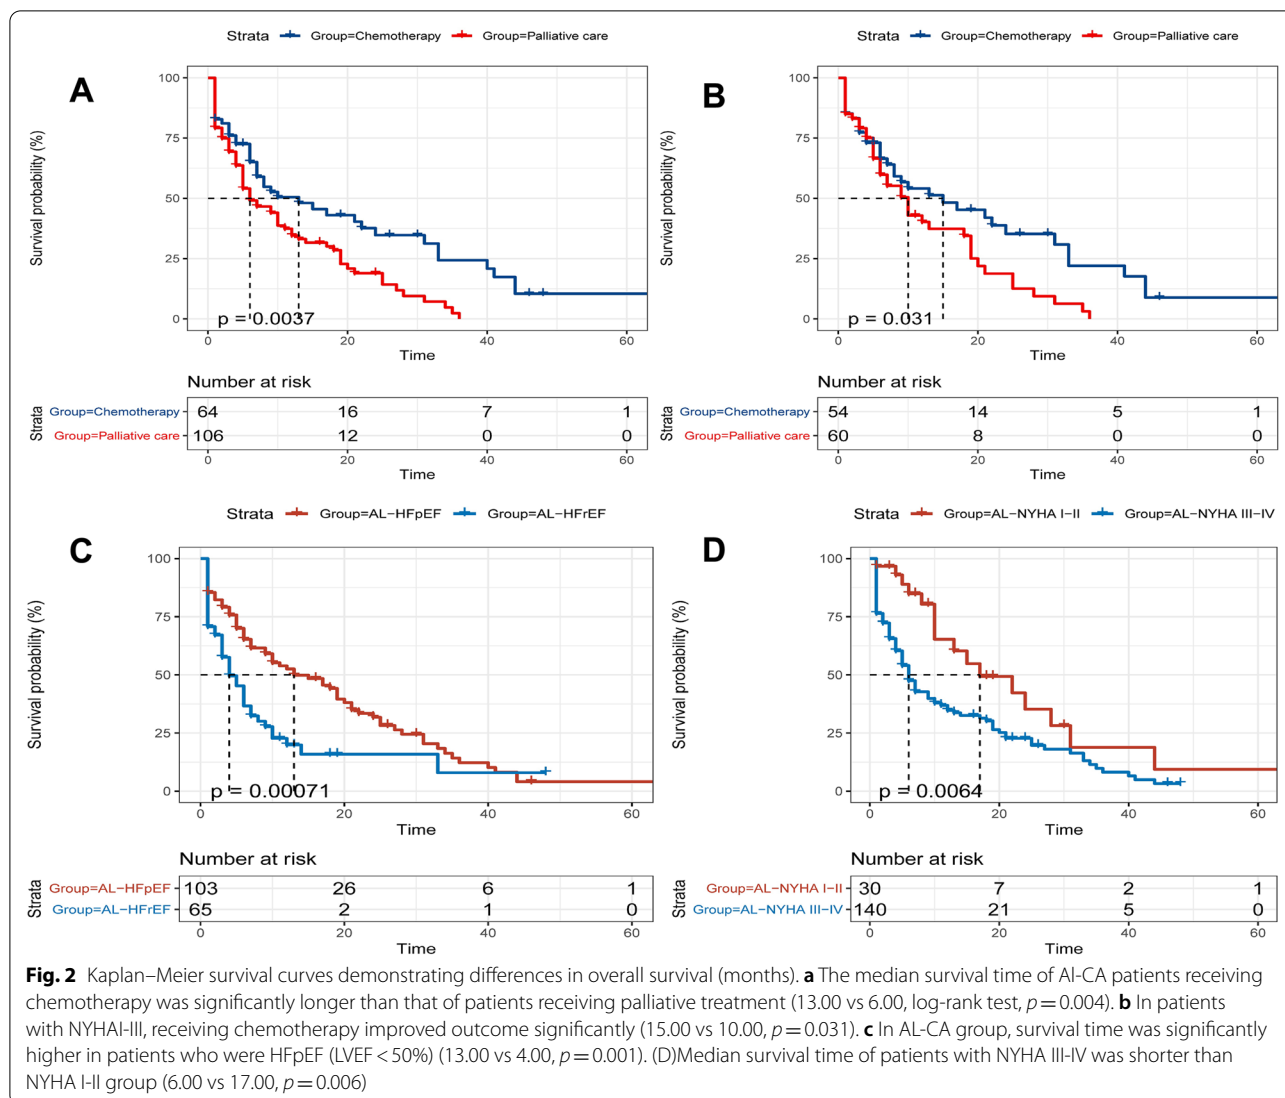 Strata Group=Chemotherapy Group=Palliative care
A
Survival probability (%)
100
75
50
25
0
p = 0.0037
0 20 40 60
Time
Number at risk
Strata
Group=Chemotherapy 64 16 7 1
Group=Palliative care 106 12 0 0
0 20 40 60
Time
Strata Group=Chemotherapy Group=Palliative care
B
Survival probability (%)
100
75
50
25
0
p = 0.031
0 20 40 60
Time
Number at risk
Strata
Group=Chemotherapy 54 14 5 1
Group=Palliative care 60 8 0 0
0 20 40 60
Time
Strata Group=AL−HFpEF Group=AL−HFrEF
C
Survival probability (%)
100
75
50
25
0
p = 0.00071
0 20 40 60
Time
Number at risk
Strata
Group=AL−HFpEF 103 26 6 1
Group=AL−HFrEF 65 2 1 0
0 20 40 60
Time
Strata Group=AL−NYHA I−II Group=AL−NYHA III−IV
D
Survival probability (%)
100
75
50
25
0
p = 0.0064
0 20 40 60
Time
Number at risk
Strata
Group=AL−NYHA I−II 30 7 2 1
Group=AL−NYHA III−IV 140 21 5 0
0 20 40 60
Time
Fig. 2 Kaplan–Meier survival curves demonstrating differences in overall survival (months). a The median survival time of Al-CA patients receiving
chemotherapy was significantly longer than that of patients receiving palliative treatment (13.00 vs 6.00, log-rank test, p = 0.004). b In patients
with NYHAI-III, receiving chemotherapy improved outcome significantly (15.00 vs 10.00, p = 0.031). c In AL-CA group, survival time was significantly
higher in patients who were HFpEF (LVEF < 50%) (13.00 vs 4.00, p = 0.001). (D)Median survival time of patients with NYHA III-IV was shorter than
NYHA I-II group (6.00 vs 17.00, p = 0.006)